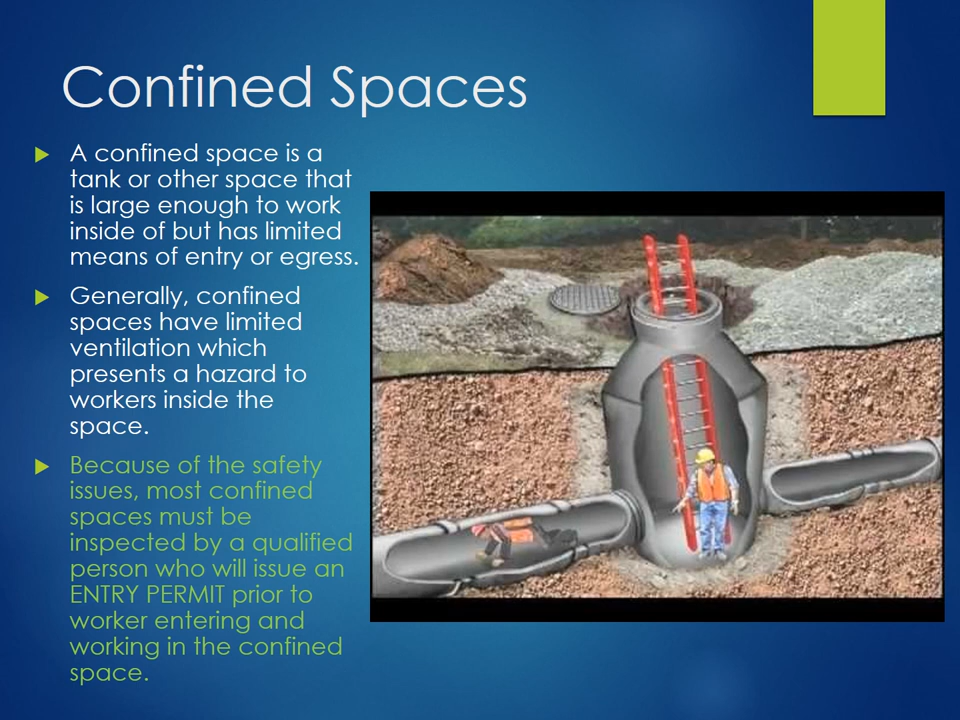 Confined Spaces
A confined space is a
tank or other space that
is large enough to work
inside of but has limited
means of entry or egress.
Generally, confined
spaces have limited
ventilation which
presents a hazard to
workers inside the
space.
Because of the safety
issues, most confined
spaces must be
inspected by a qualified
person who will issue an
ENTRY PERMIT prior to
worker entering and
working in the confined
space.